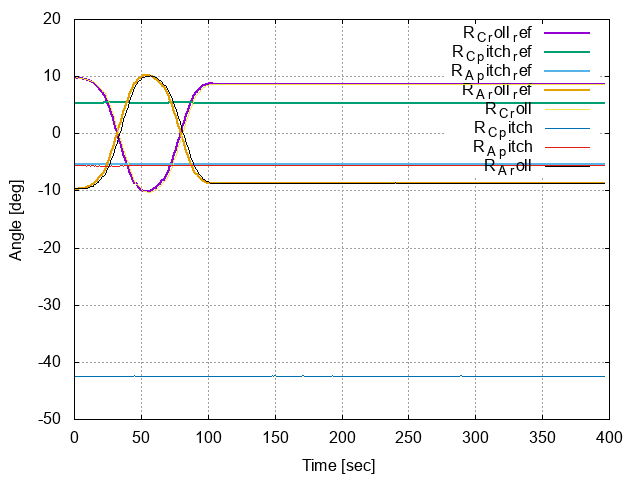 20
10
0
-10
-20
-30
-40
-50
0 50 100 150 200 250 300 350 400
Angle [deg]
Time [sec]
R_Croll_ref
R_Cpitch_ref
R_Apitch_ref
R_Aroll_ref
R_Croll
R_Cpitch
R_Apitch
R_Aroll